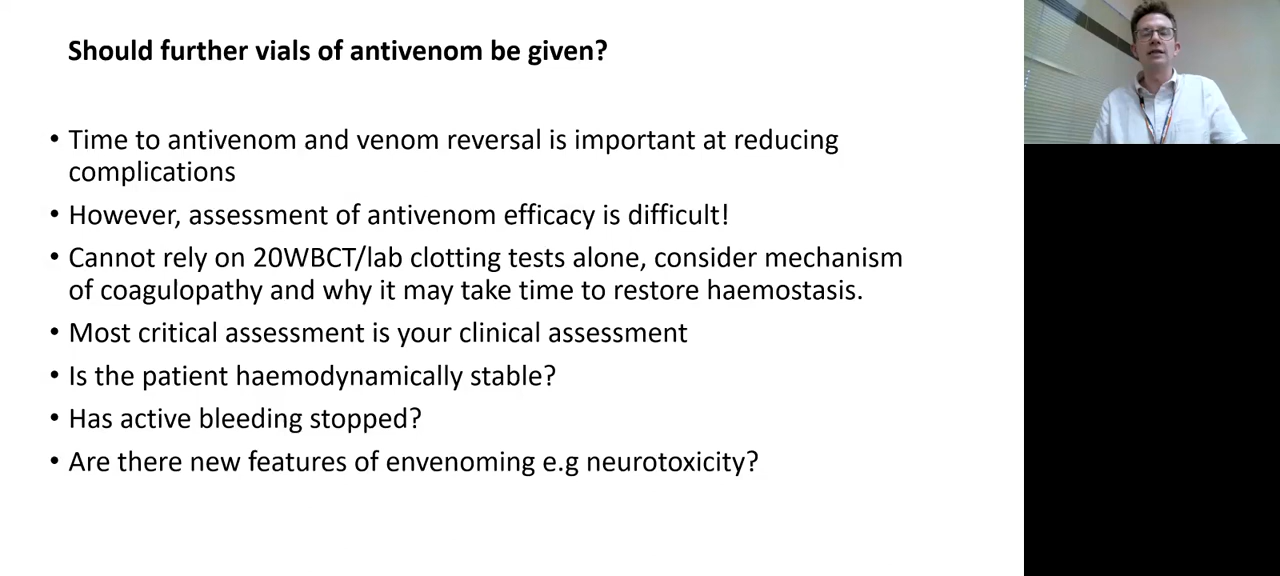 Should further vials of antivenom be given?
• Time to antivenom and venom reversal is important at reducing
complications
• However, assessment of antivenom efficacy is difficult!
• Cannot rely on 20WBCT/lab clotting tests alone, consider mechanism
of coagulopathy and why it may take time to restore haemostasis.
• Most critical assessment is your clinical assessment
• Is the patient haemodynamically stable?
• Has active bleeding stopped?
• Are there new features of envenoming e.g neurotoxicity?